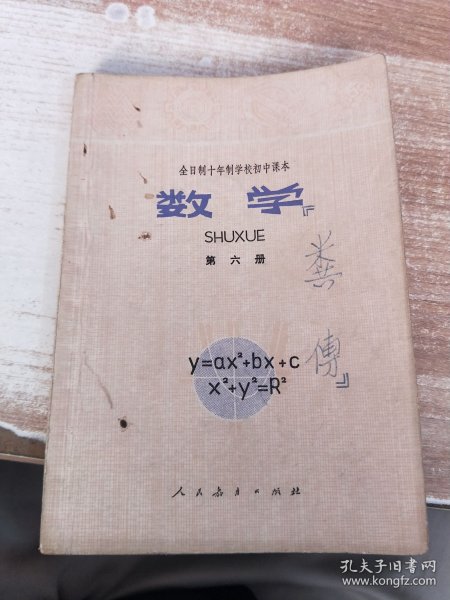 全日制十年制学校初中课本
数学
SHUXUE
第六册
y=ax²+bx+c
x²+y²=R²
人民教育出版社
『
傅
』
孔夫子旧书网
www.kongfz.com